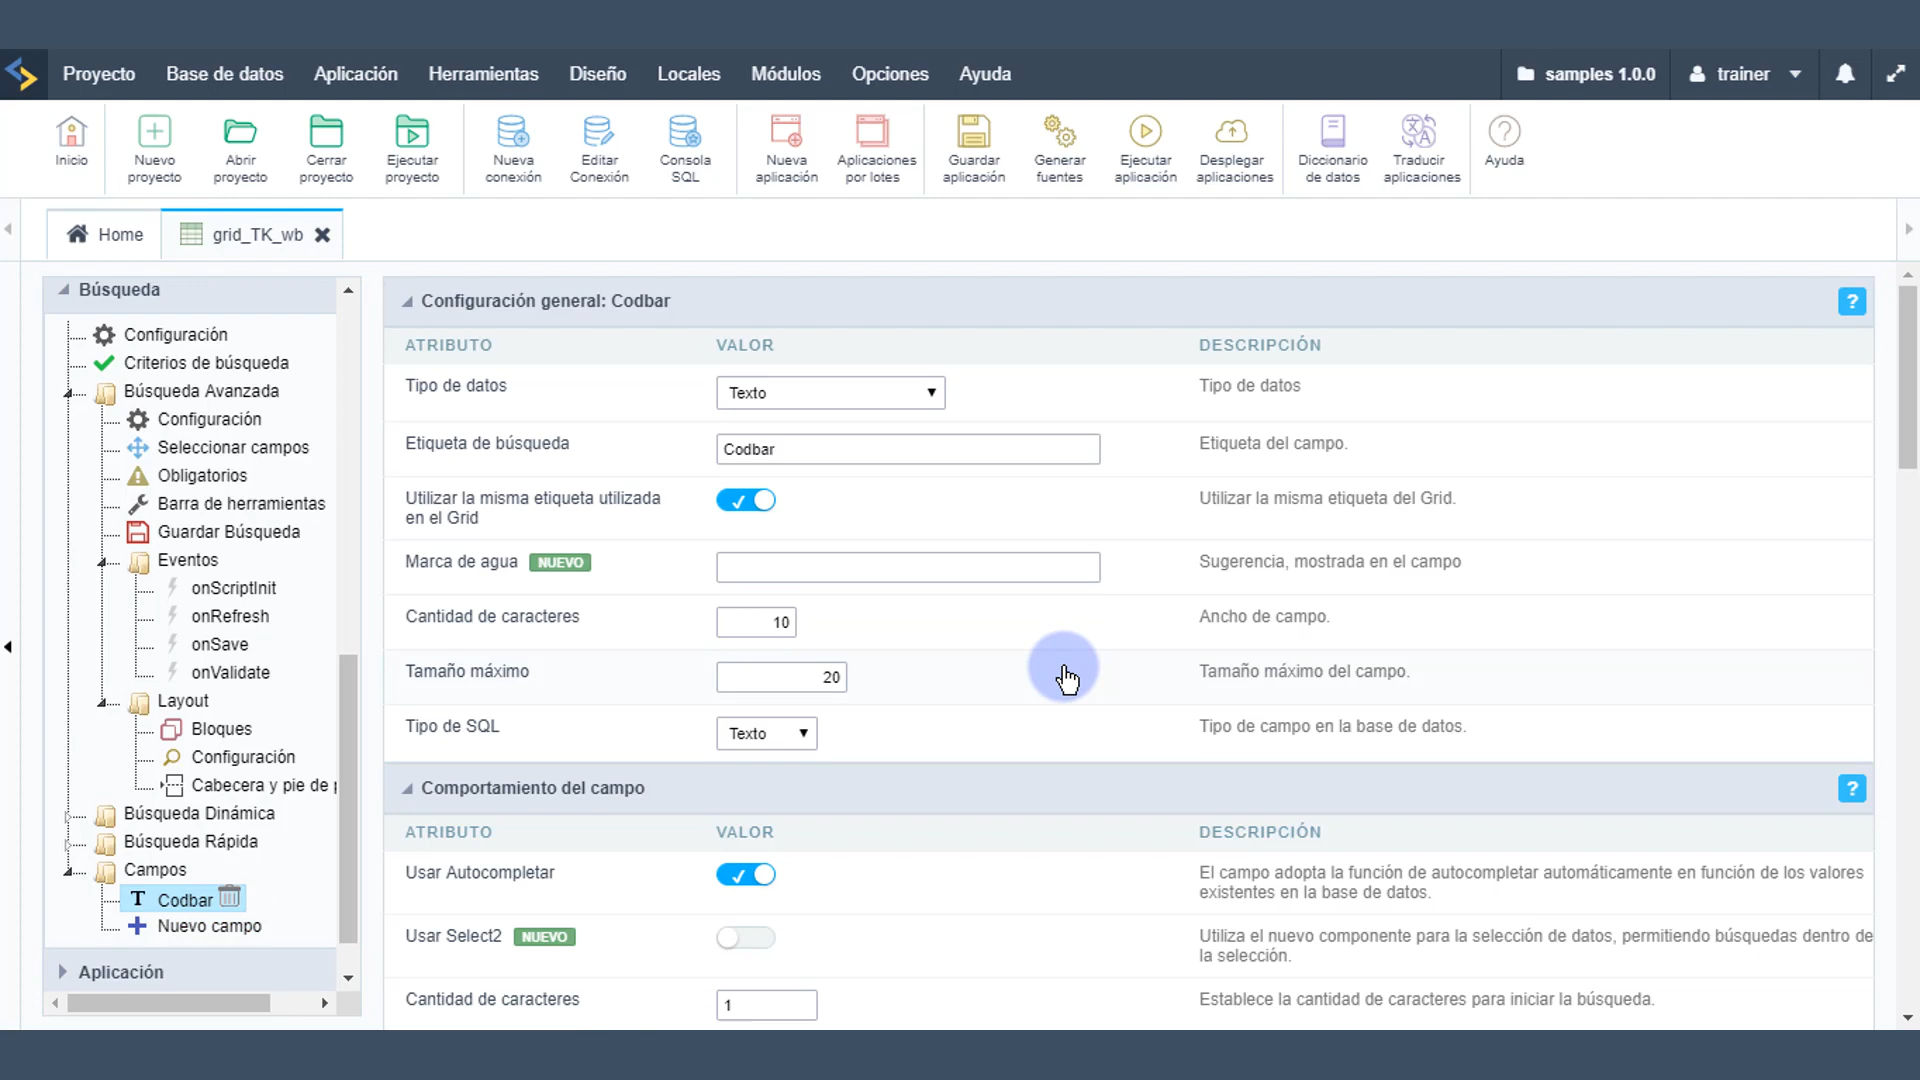 Proyecto Base de datos Aplicación Herramientas Diseño Locales Módulos Opciones Ayuda samples 1.0.0 trainer
Inicio
Nuevo proyecto
Abrir proyecto
Cerrar proyecto
Ejecutar proyecto
Nueva conexión
Editar Conexión
Consola SQL
Nueva aplicación
Aplicaciones por lotes
Guardar aplicación
Generar fuentes
Ejecutar aplicación
Desplegar aplicaciones
Diccionario de datos
Traducir aplicaciones
Ayuda
Home
grid_TK_wb
Búsqueda
Configuración
Criterios de búsqueda
Búsqueda Avanzada
Configuración
Seleccionar campos
Obligatorios
Barra de herramientas
Guardar Búsqueda
Eventos
onScriptInit
onRefresh
onSave
onValidate
Layout
Bloques
Configuración
Cabecera y pie de
Búsqueda Dinámica
Búsqueda Rápida
Campos
T Codbar
Nuevo campo
Aplicación
Configuración general: Codbar ?
ATRIBUTO VALOR DESCRIPCIÓN
Tipo de datos Texto Tipo de datos
Etiqueta de búsqueda Codbar Etiqueta del campo.
Utilizar la misma etiqueta utilizada en el Grid Utilizar la misma etiqueta del Grid.
Marca de agua NUEVO Sugerencia, mostrada en el campo
Cantidad de caracteres 10 Ancho de campo.
Tamaño máximo 20 Tamaño máximo del campo.
Tipo de SQL Texto Tipo de campo en la base de datos.
Comportamiento del campo ?
ATRIBUTO VALOR DESCRIPCIÓN
Usar Autocompletar El campo adopta la función de autocompletar automáticamente en función de los valores
existentes en la base de datos.
Usar Select2 NUEVO Utiliza el nuevo componente para la selección de datos, permitiendo búsquedas dentro de
la selección.
Cantidad de caracteres 1 Establece la cantidad de caracteres para iniciar la búsqueda.